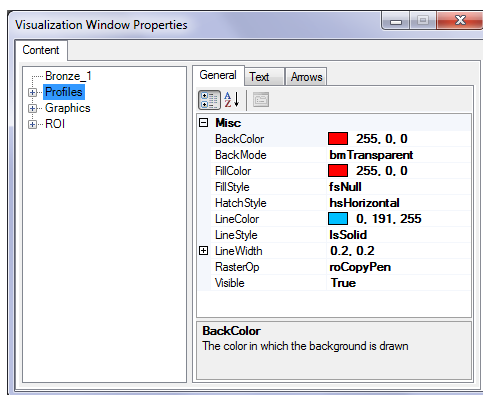 Visualization Window Properties
Content
Bronze_1
Profiles
Graphics
ROI
General Text Arrows
A Z
Misc
BackColor 255, 0, 0
BackMode bmTransparent
FillColor 255, 0, 0
FillStyle fsNull
HatchStyle hsHorizontal
LineColor 0, 191, 255
LineStyle lsSolid
LineWidth 0.2, 0.2
RasterOp roCopyPen
Visible True
BackColor
The color in which the background is drawn